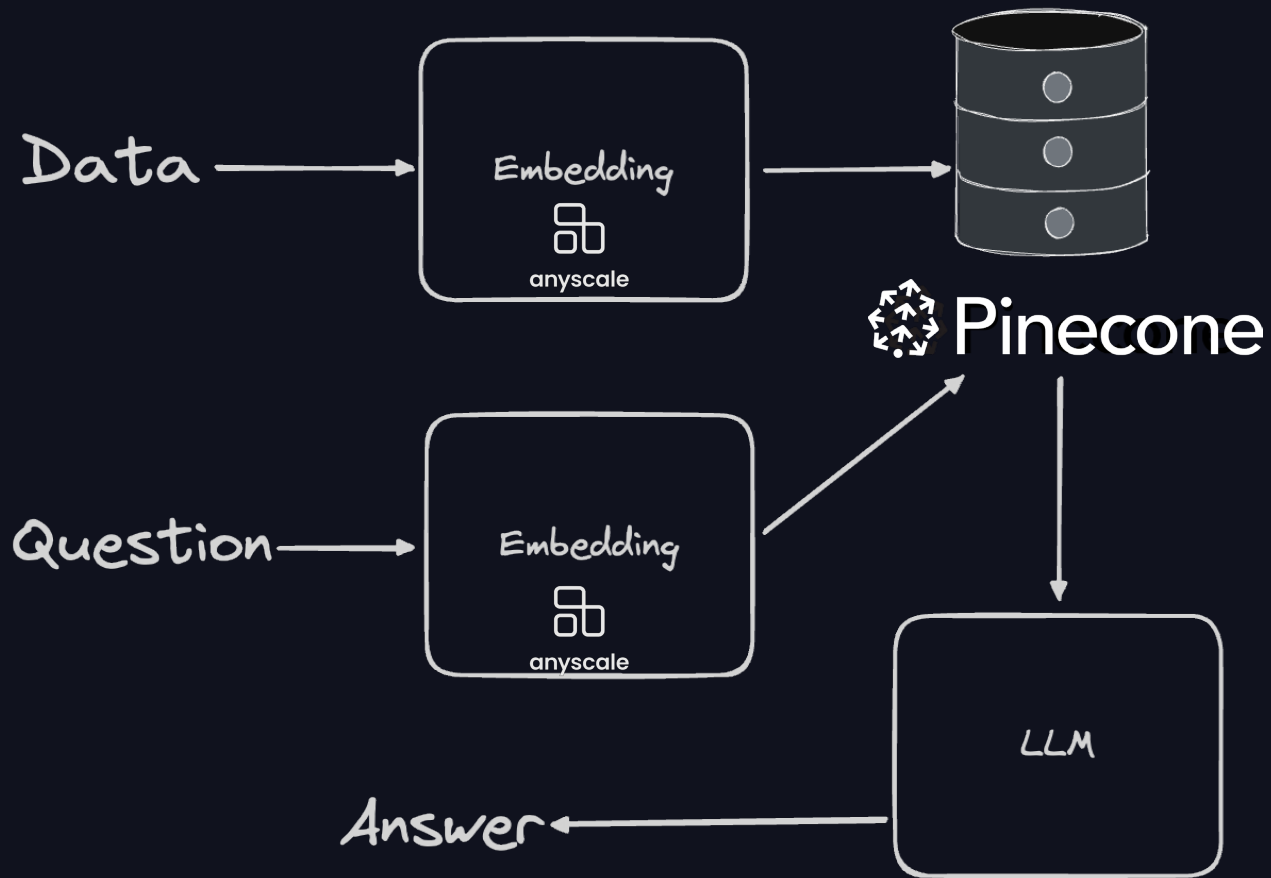 Data
Embedding
anyscale
Pinecone
Question
Embedding
anyscale
LLM
Answer